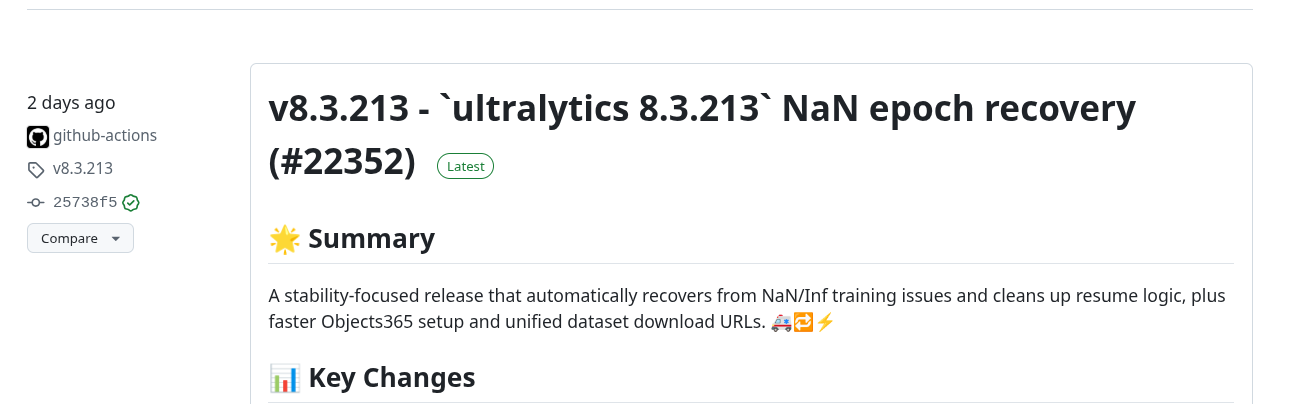 2 days ago
github-actions
v8.3.213
25738f5
Compare
v8.3.213 - `ultralytics 8.3.213` NaN epoch recovery
(#22352) Latest
🌟 Summary
A stability-focused release that automatically recovers from NaN/Inf training issues and cleans up resume logic, plus
faster Objects365 setup and unified dataset download URLs. 🚑🔁⚡
📊 Key Changes